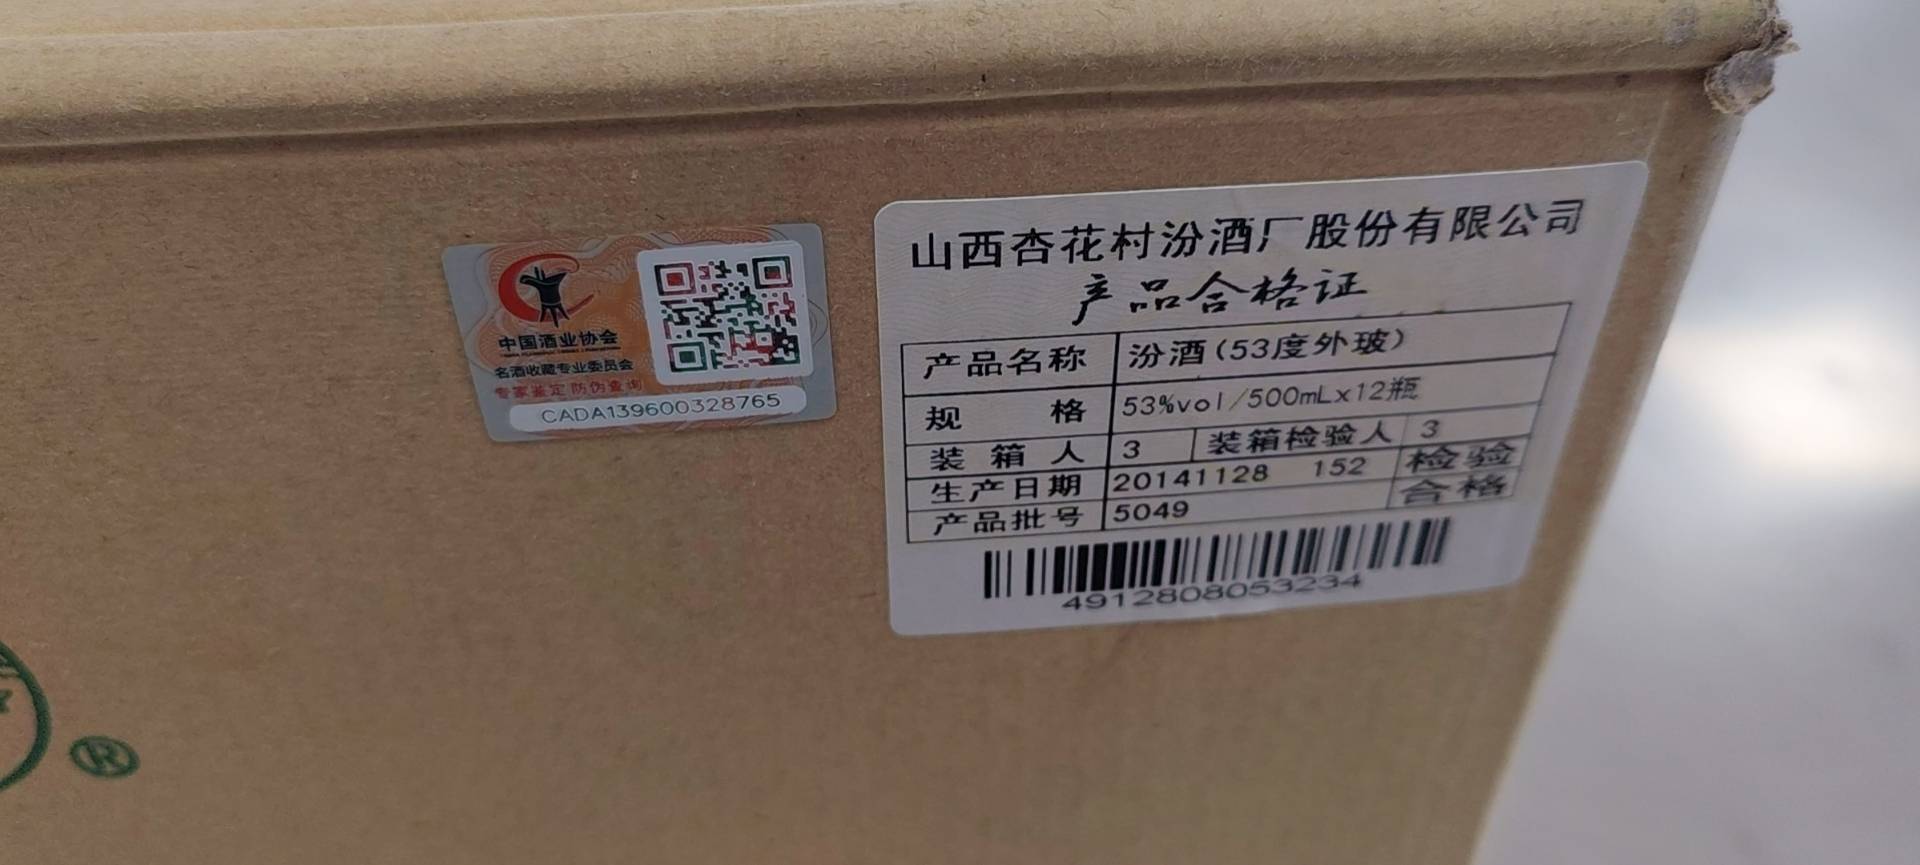 中国酒业协会
名酒收藏专业委员会
专家鉴定 防伪查询
CADA139600328765
山西杏花村汾酒厂股份有限公司
产品合格证
产品名称 汾酒(53度外玻)
规 格 53%vol/500mLx12瓶
装 箱 人 3 装箱检验人 3
生产日期 20141128 152 检验
产品批号 5049 合格
4912808053234
®